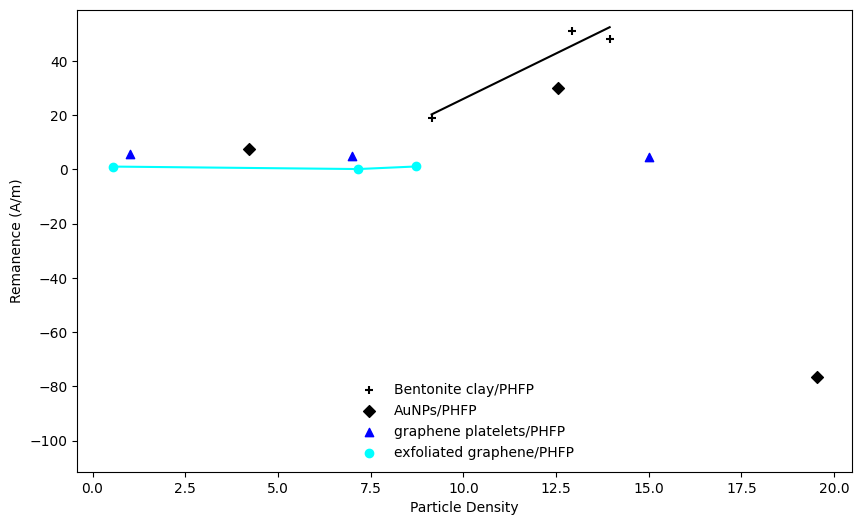 40
20
0
−20
−40
−60
−80
−100
Remanence (A/m)
Bentonite clay/PHFP
AuNPs/PHFP
graphene platelets/PHFP
exfoliated graphene/PHFP
0.0 2.5 5.0 7.5 10.0 12.5 15.0 17.5 20.0
Particle Density